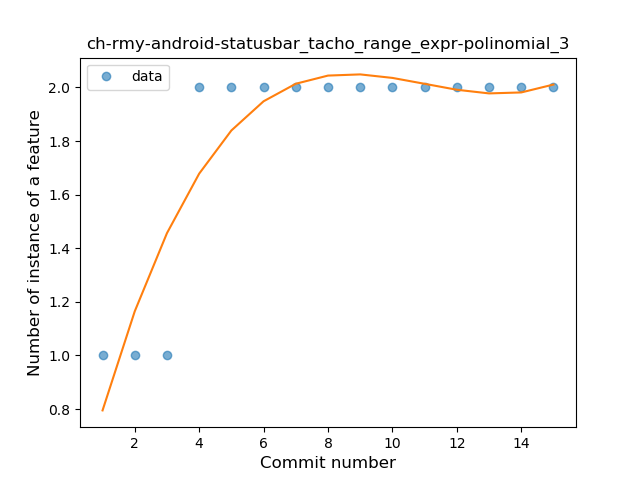 ch-rmy-android-statusbar_tacho_range_expr-polinomial_3
data
Number of instance of a feature
2.0
1.8
1.6
1.4
1.2
1.0
0.8
2 4 6 8 10 12 14
Commit number